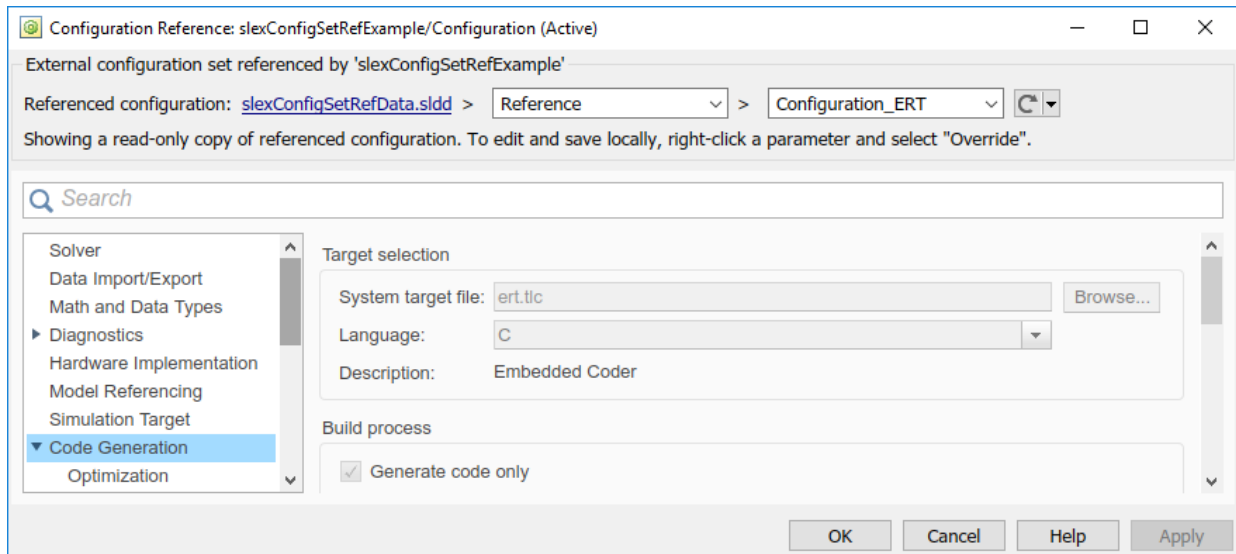 Configuration Reference: slexConfigSetRefExample/Configuration (Active)
External configuration set referenced by 'slexConfigSetRefExample'
Referenced configuration: slexConfigSetRefData.sldd > Reference > Configuration_ERT
Showing a read-only copy of referenced configuration. To edit and save locally, right-click a parameter and select "Override".
Search
Solver
Data Import/Export
Math and Data Types
Diagnostics
Hardware Implementation
Model Referencing
Simulation Target
Code Generation
Optimization
Target selection
System target file: ert.tlc Browse...
Language: C
Description: Embedded Coder
Build process
Generate code only
OK Cancel Help Apply